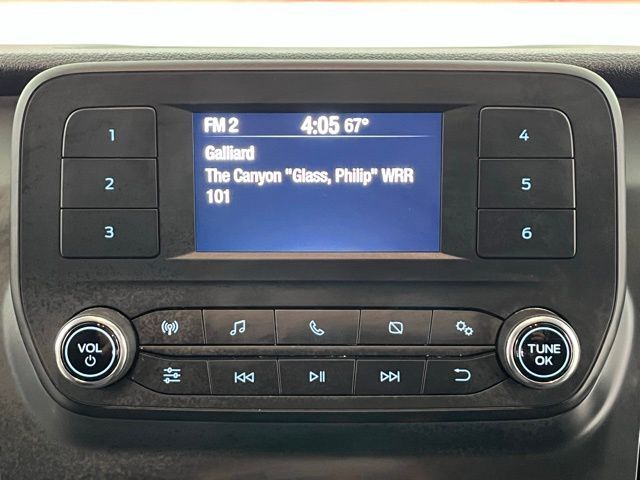 FM 2 4:05 67°
Galliard
The Canyon "Glass, Philip" WRR
101
1
2
3
4
5
6
VOL
TUNE
OK